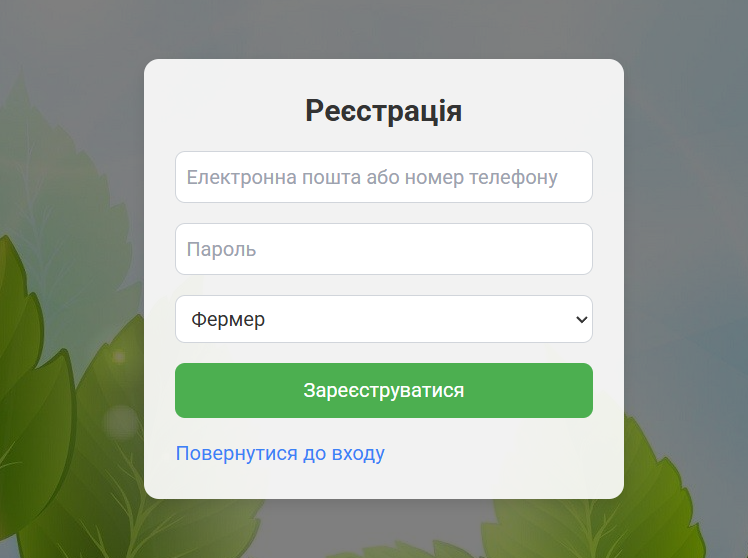 Реєстрація
Електронна пошта або номер телефону
Пароль
Фермер
Зареєструватися
Повернутися до входу